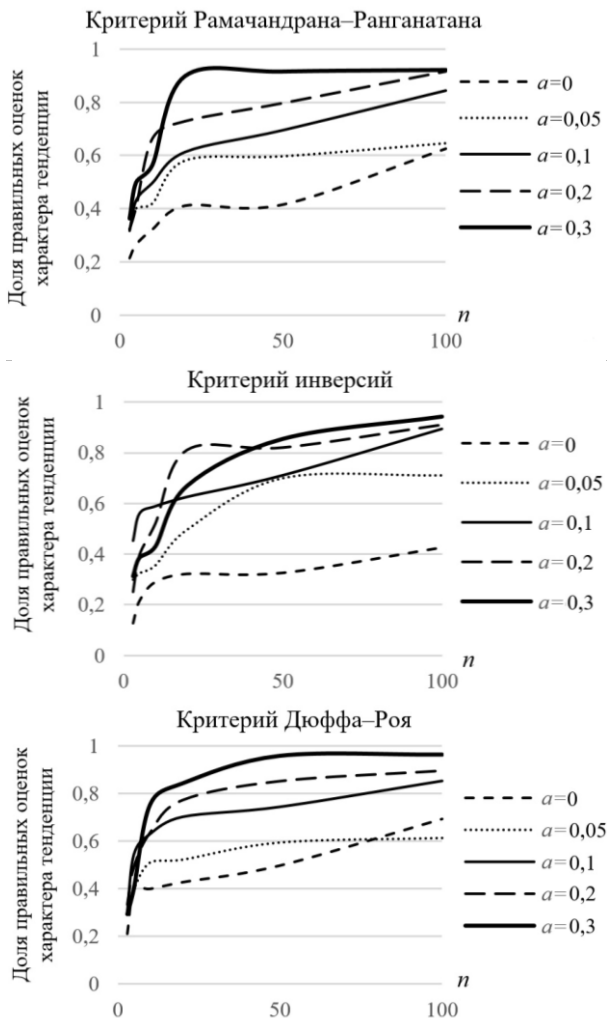 Критерий Рамачандрана–Ранганатана
Доля правильных оценок
характера тенденции
1
0,8
0,6
0,4
0,2
0
0
50
100
n
a=0
a=0,05
a=0,1
a=0,2
a=0,3
Критерий инверсий
Доля правильных оценок
характера тенденции
1
0,8
0,6
0,4
0,2
0
0
50
100
n
a=0
a=0,05
a=0,1
a=0,2
a=0,3
Критерий Дюффа–Роя
Доля правильных оценок
характера тенденции
1
0,8
0,6
0,4
0,2
0
0
50
100
n
a=0
a=0,05
a=0,1
a=0,2
a=0,3